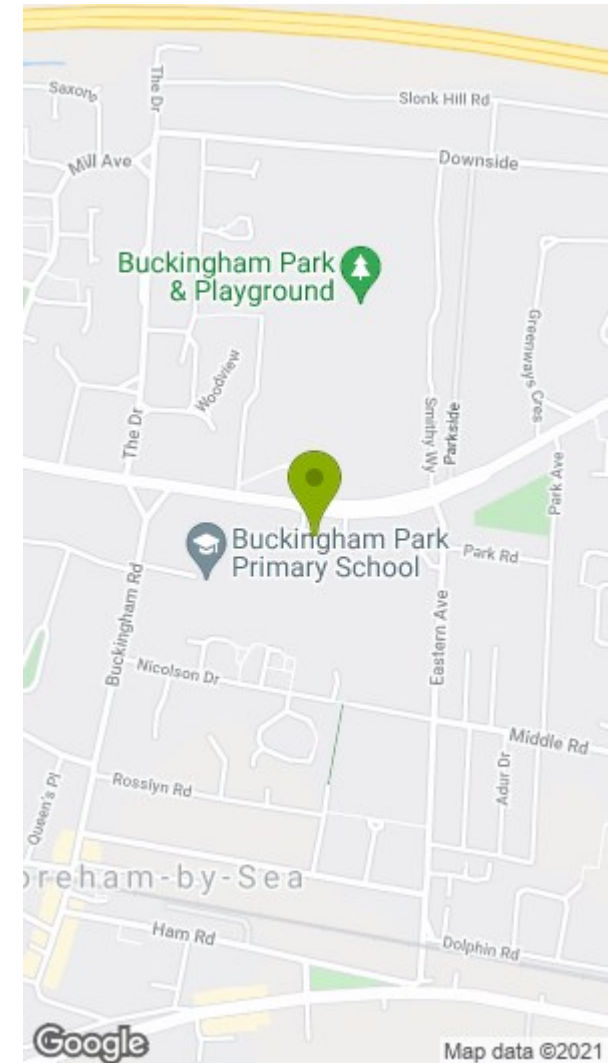 The Dr
Saxons
Slonk Hill Rd
Mill Ave
Downside
Buckingham Park
& Playground
Greenways Cres
Woodview
The Dr
Smithy Wy
Parkside
Park Ave
Buckingham Park
Primary School
Park Rd
Buckingham Rd
Eastern Ave
Nicolson Dr
Middle Rd
Adur Dr
Rosslyn Rd
Queen's Pl
oreham-by-Sea
Ham Rd
Dolphin Rd
Google
Map data ©2021